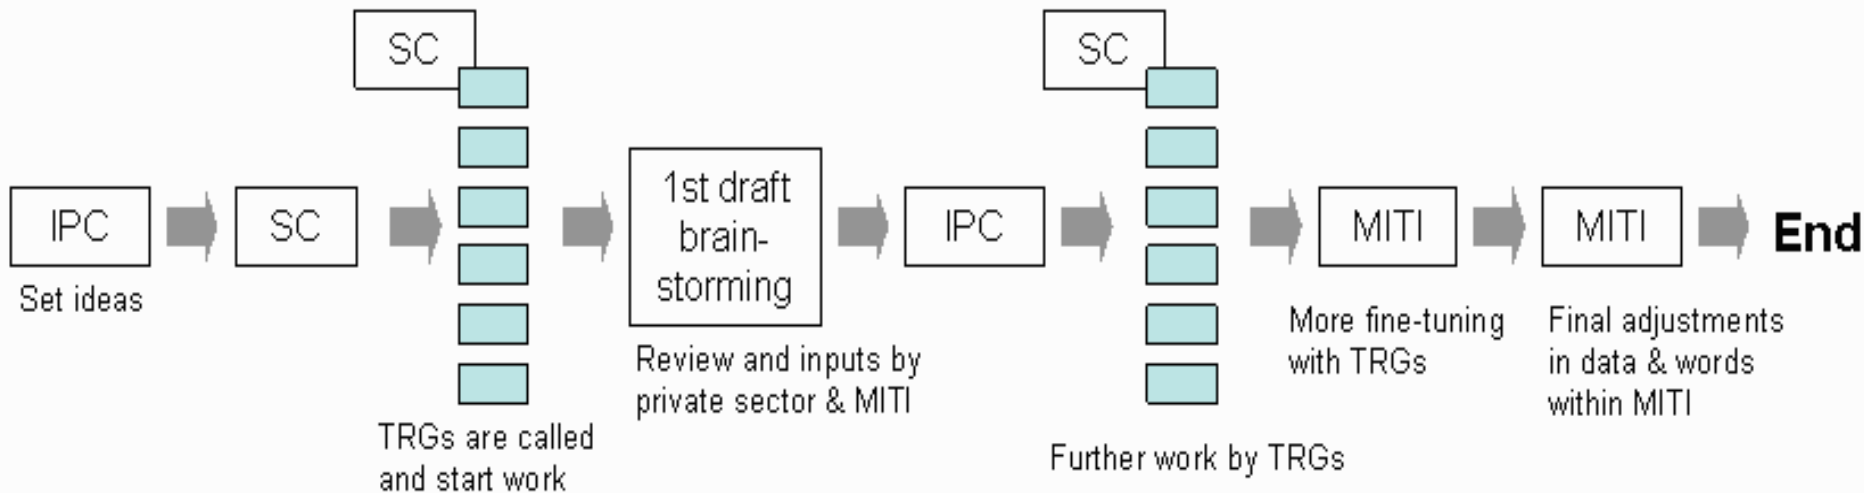 IPC
Set ideas
SC
SC
TRGs are called
and start work
1st draft
brain-
storming
Review and inputs by
private sector & MITI
IPC
SC
Further work by TRGs
MITI
More fine-tuning
with TRGs
MITI
Final adjustments
in data & words
within MITI
End